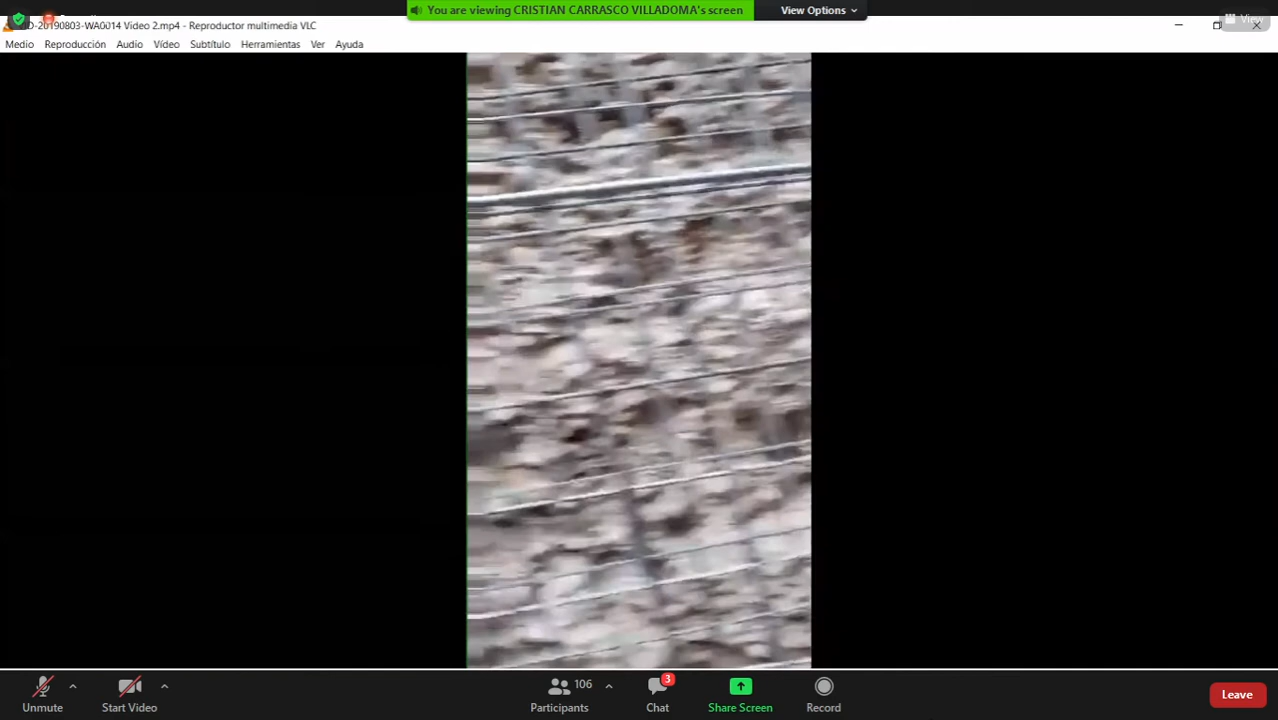 You are viewing CRISTIAN CARRASCO VILLADOMA's screen
View Options
View
D-20190803-WA0014 Video 2.mp4 - Reproductor multimedia VLC
Medio Reproducción Audio Vídeo Subtítulo Herramientas Ver Ayuda
Unmute
Start Video
106
Participants
3
Chat
Share Screen
Record
Leave